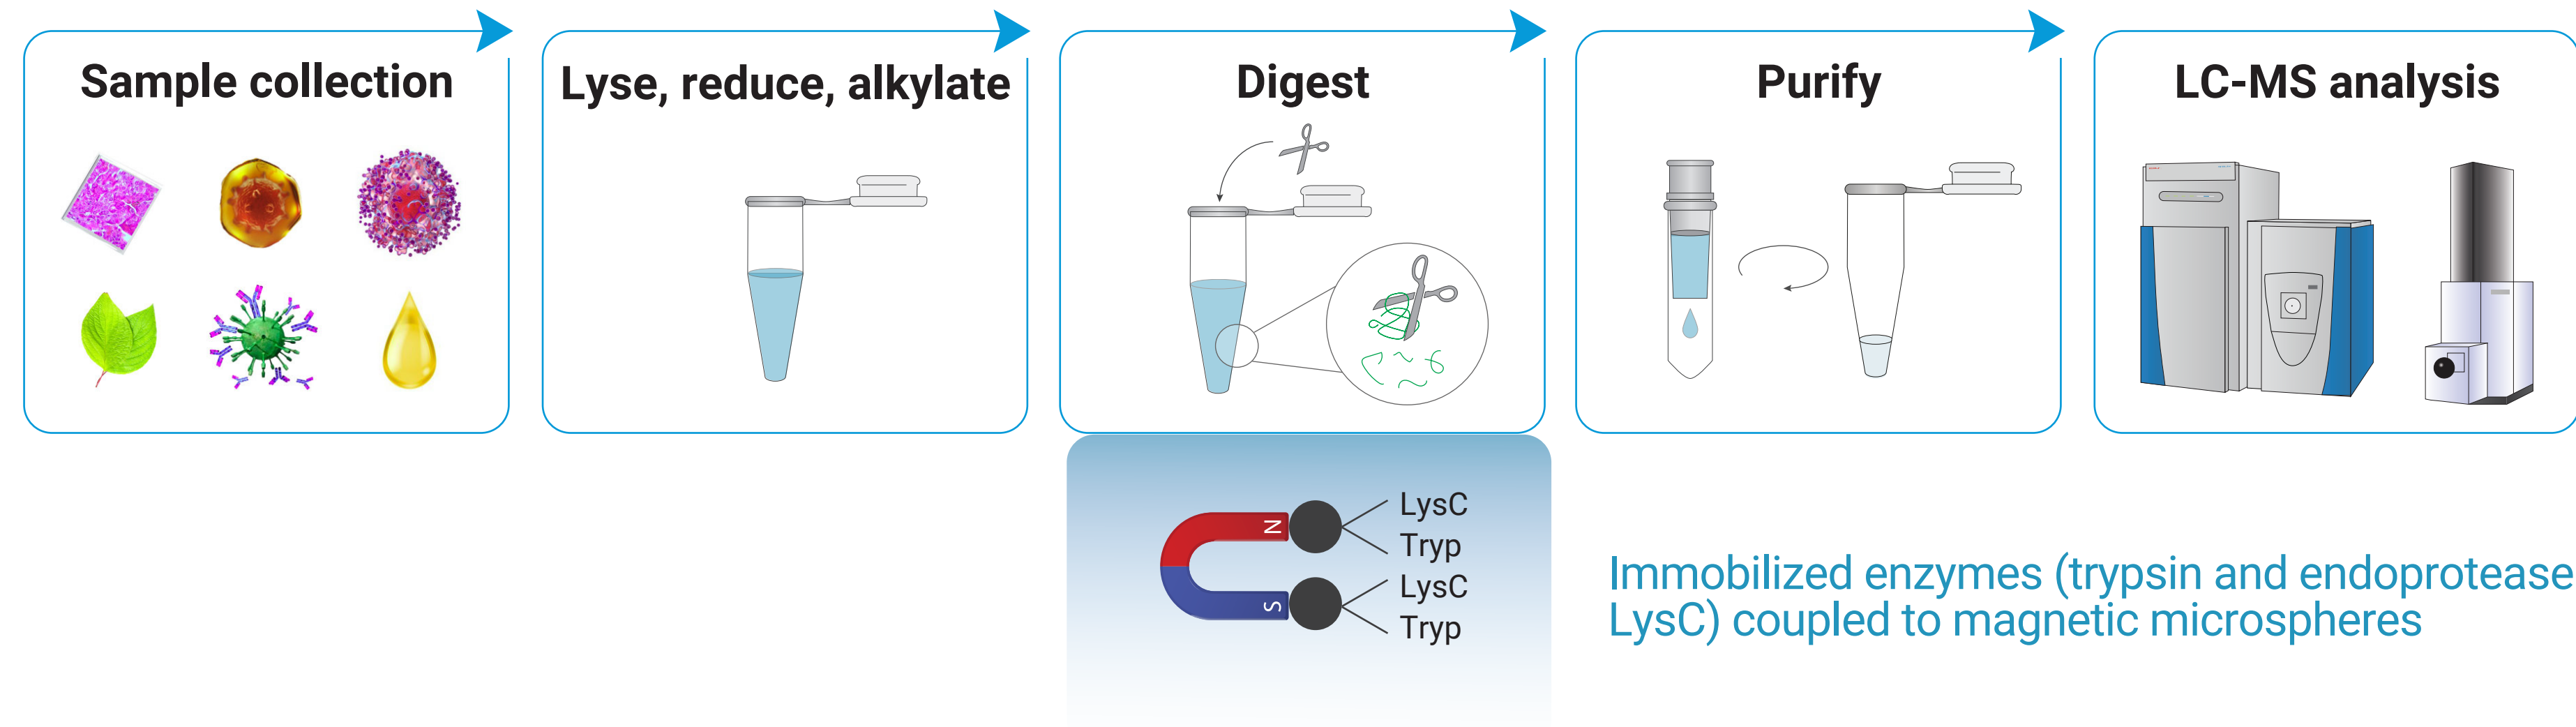 Sample collection
Lyse, reduce, alkylate
Digest
Purify
LC-MS analysis
N
S
LysC
Tryp
LysC
Tryp
Immobilized enzymes (trypsin and endoprotease
LysC) coupled to magnetic microspheres